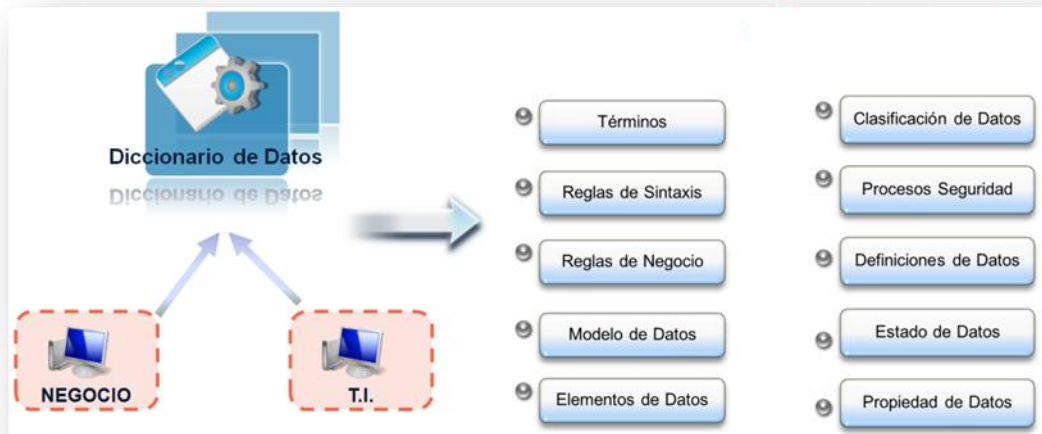 Diccionario de Datos
Diccionario de Datos
NEGOCIO
T.I.
Términos
Reglas de Sintaxis
Reglas de Negocio
Modelo de Datos
Elementos de Datos
Clasificación de Datos
Procesos Seguridad
Definiciones de Datos
Estado de Datos
Propiedad de Datos